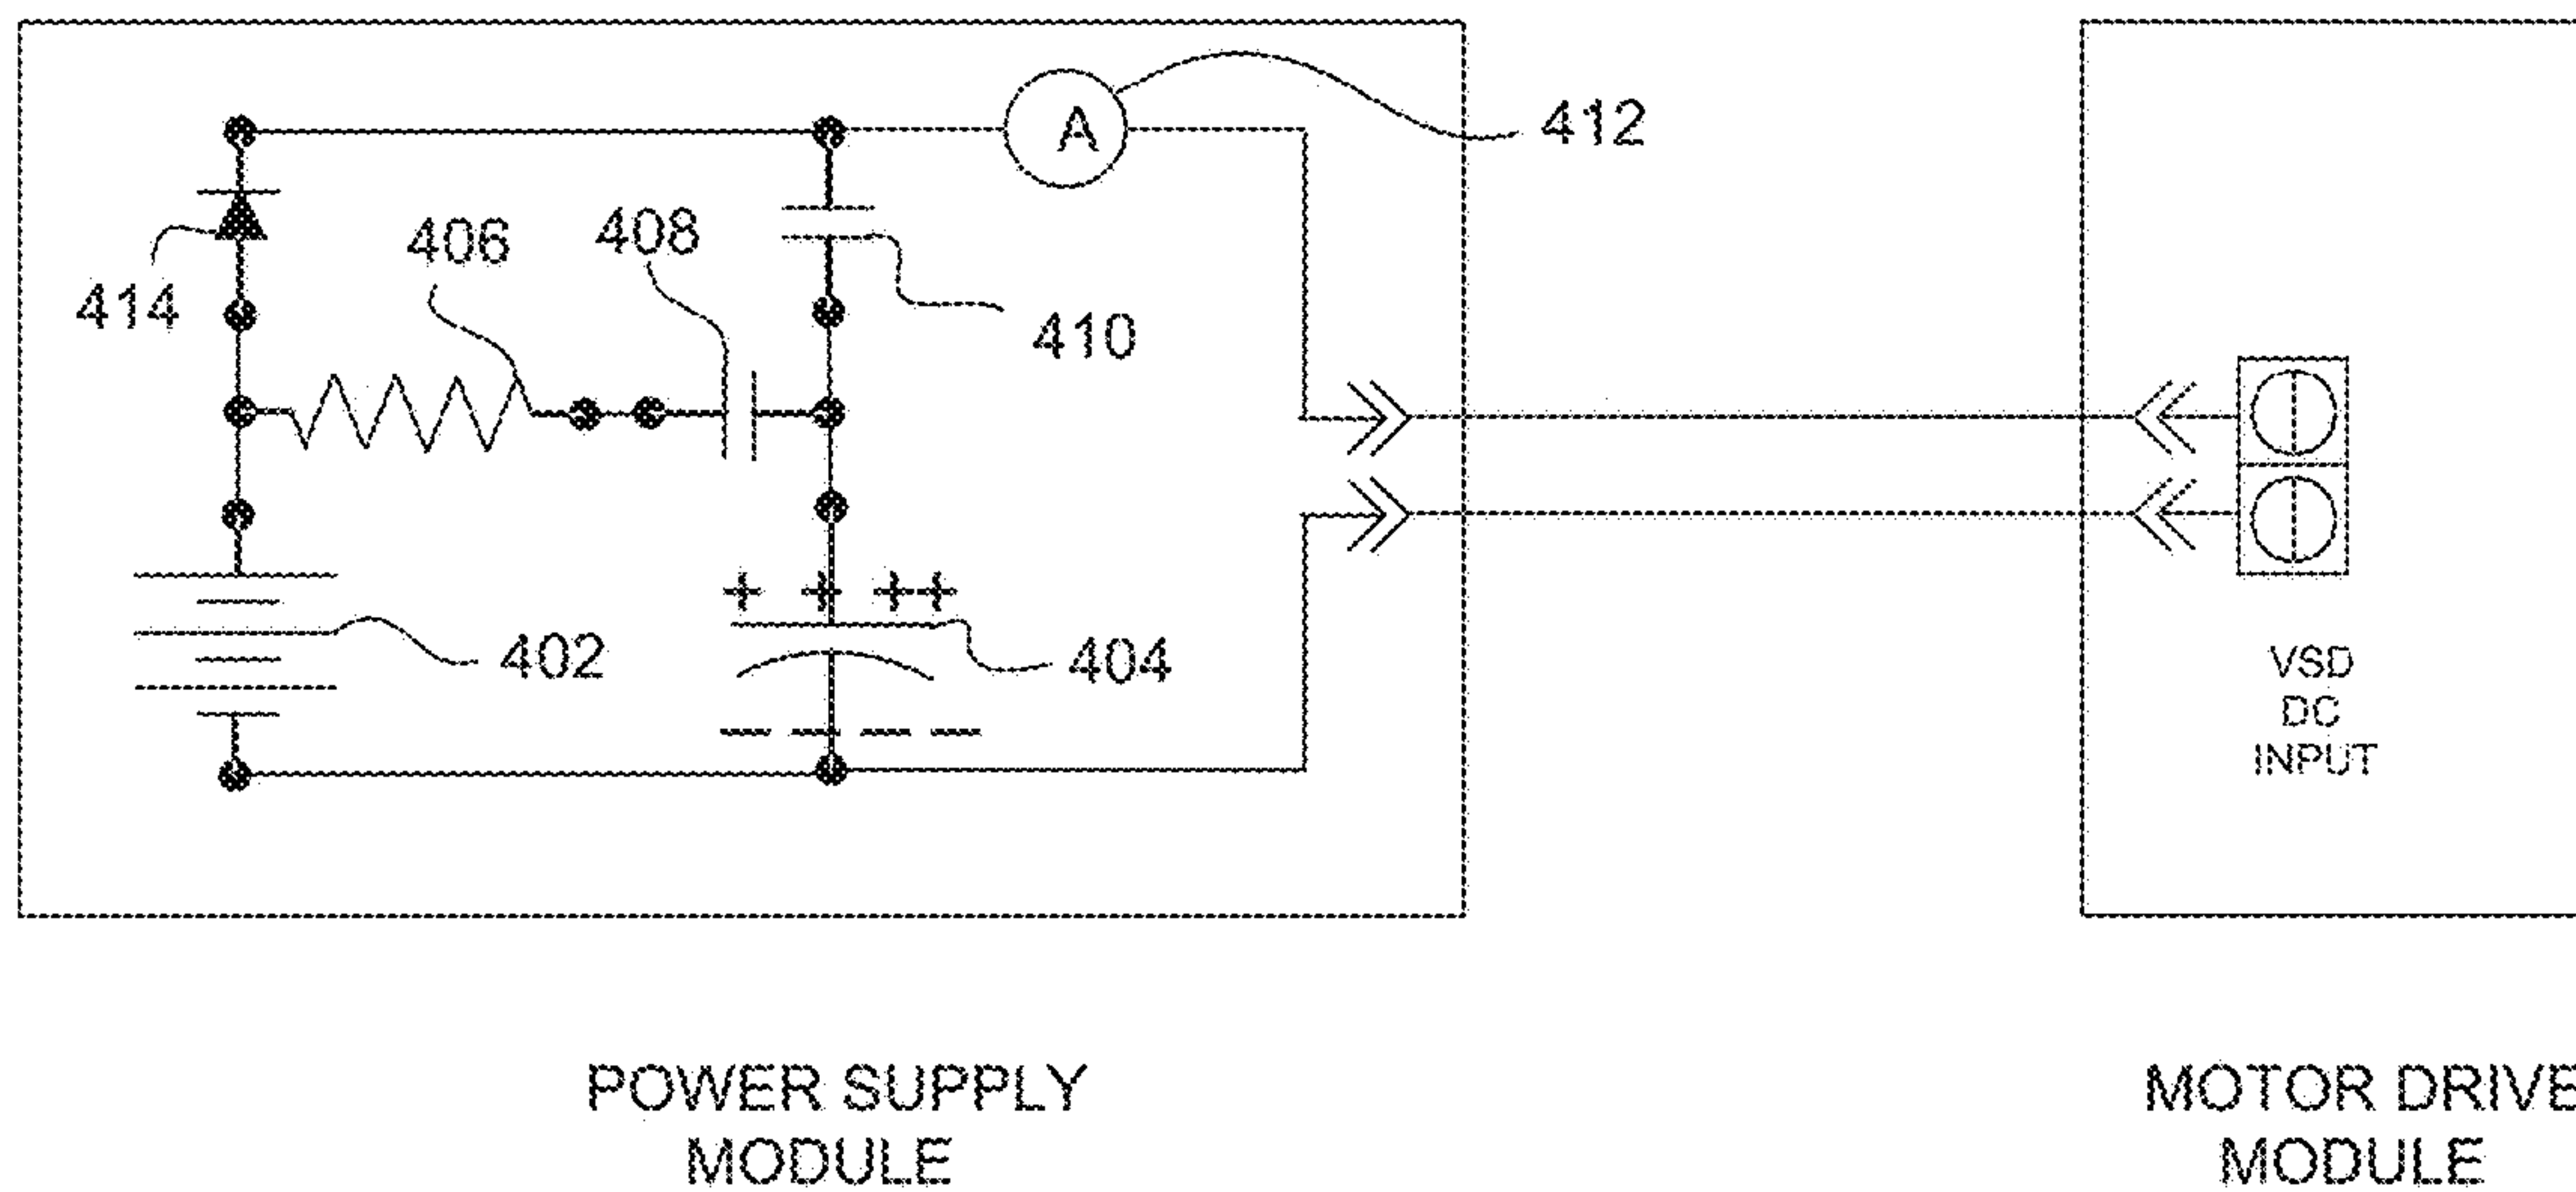 A
412
406
408
414
410
402
404
VSD
DC
INPUT
POWER SUPPLY
MODULE
MOTOR DRIVE
MODULE